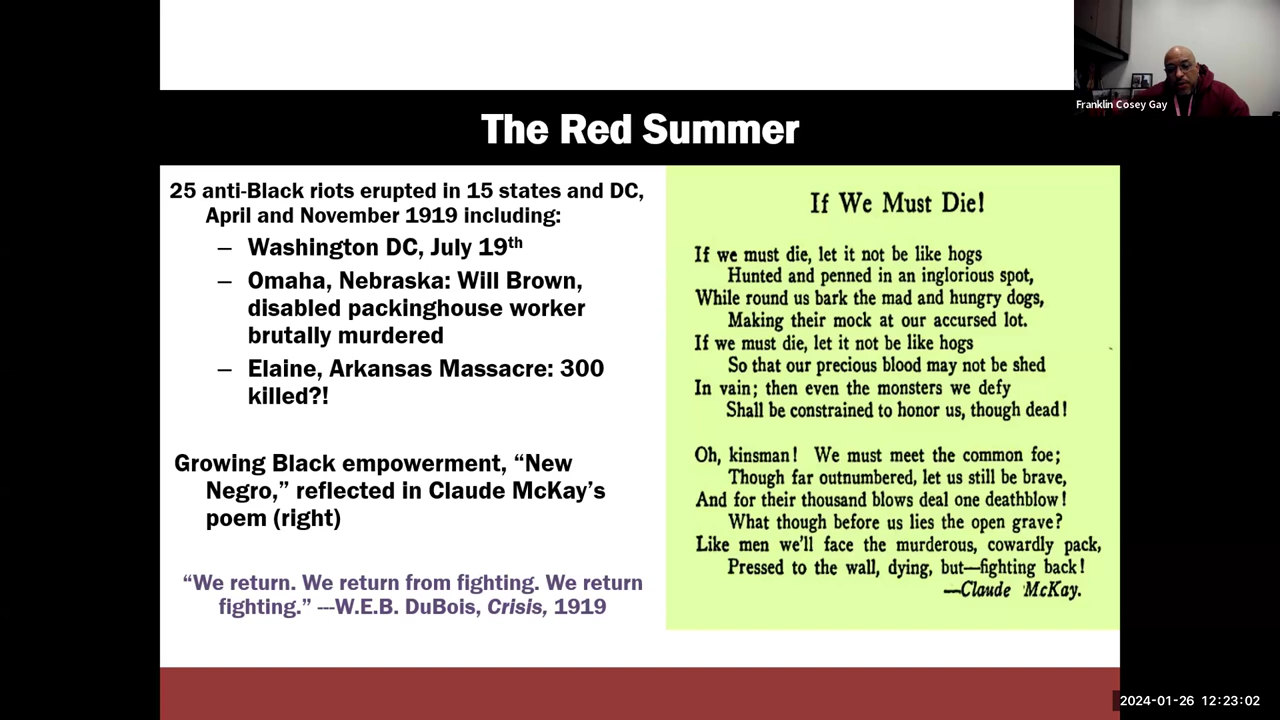 Franklin Cosey Gay
The Red Summer
25 anti-Black riots erupted in 15 states and DC,
April and November 1919 including:
– Washington DC, July 19th
– Omaha, Nebraska: Will Brown,
disabled packinghouse worker
brutally murdered
– Elaine, Arkansas Massacre: 300
killed?!
Growing Black empowerment, “New
Negro,” reflected in Claude McKay’s
poem (right)
“We return. We return from fighting. We return
fighting.” ---W.E.B. DuBois, Crisis, 1919
If We Must Die!
If we must die, let it not be like hogs
Hunted and penned in an inglorious spot,
While round us bark the mad and hungry dogs,
Making their mock at our accursed lot.
If we must die, let it not be like hogs
So that our precious blood may not be shed
In vain; then even the monsters we defy
Shall be constrained to honor us, though dead!
Oh, kinsman! We must meet the common foe;
Though far outnumbered, let us still be brave,
And for their thousand blows deal one deathblow!
What though before us lies the open grave?
Like men we'll face the murderous, cowardly pack,
Pressed to the wall, dying, but—fighting back!
—Claude McKay.
2024-01-26 12:23:02